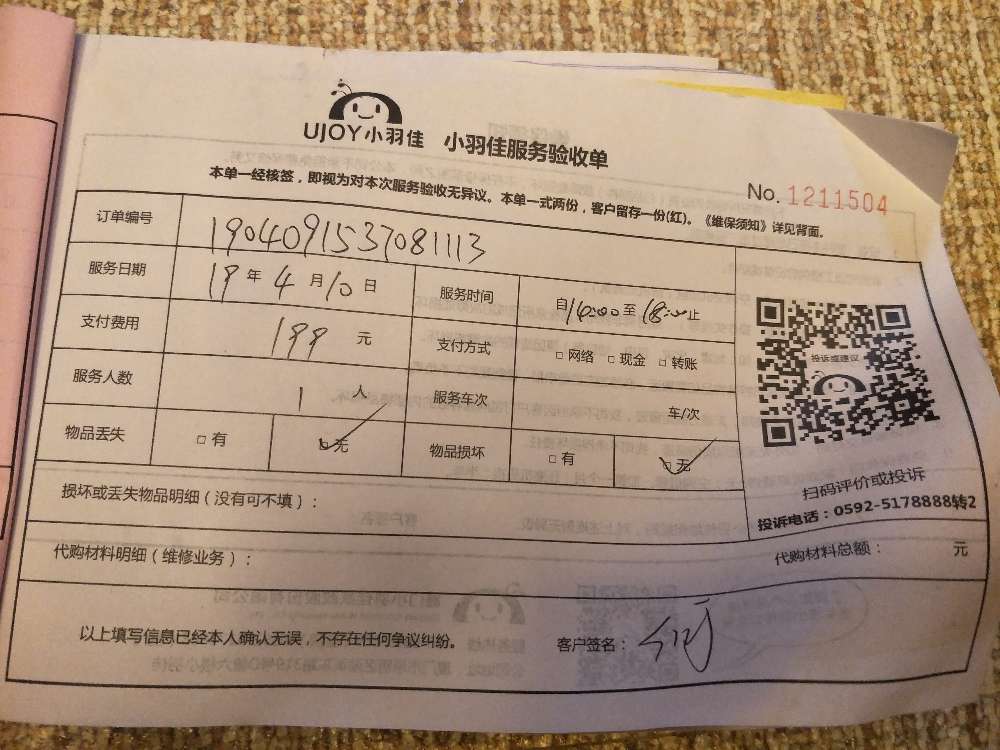 UJOY小羽佳 小羽佳服务验收单
No. 1211504
本单一经核签，即视为对本次服务验收无异议。本单一式两份，客户留存一份(红)。《维保须知》详见背面。
订单编号 1904091537081113
服务日期 19 年 4 月 10 日 服务时间 自16:00至18:00止
支付费用 199 元 支付方式 □ 网络 □ 现金 □ 转账
服务人数 1 人 服务车次 车/次
物品丢失 □ 有 □ 无 物品损坏 □ 有 □ 无
投诉或建议
扫码评价或投诉
投诉电话：0592-5178888转2
损坏或丢失物品明细（没有可不填）：
代购材料明细（维修业务）： 代购材料总额： 元
以上填写信息已经本人确认无误，不存在任何争议纠纷。 客户签名：